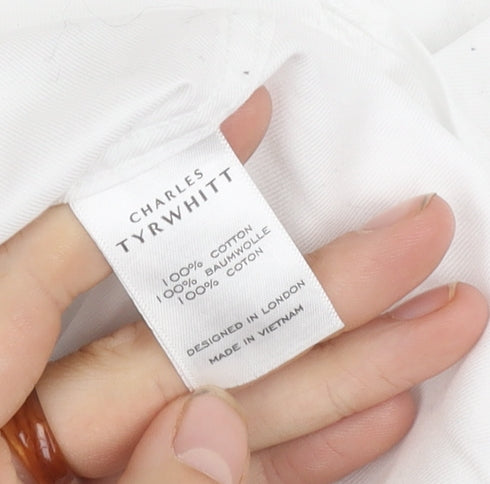 CHARLES
TYRWHITT
100% COTTON
100% BAUMWOLLE
100% COTON
DESIGNED IN LONDON
MADE IN VIETNAM